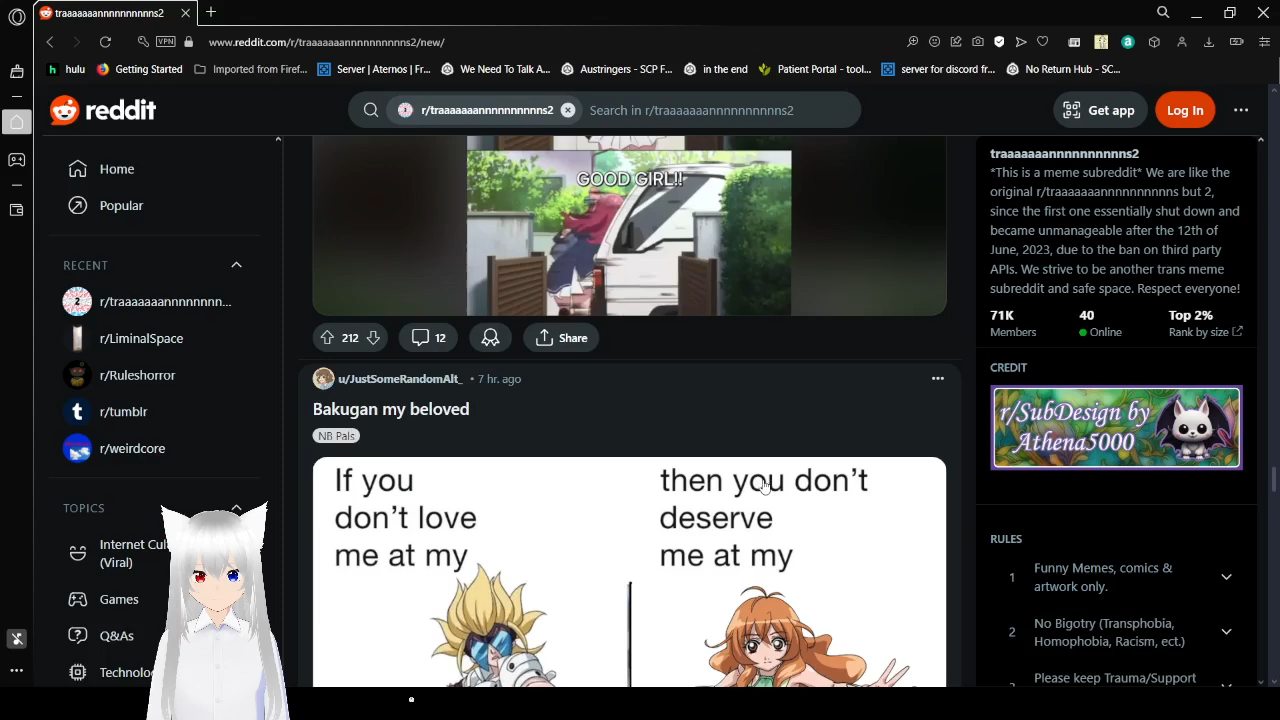 traaaaaaannnnnnnnnns2
www.reddit.com/r/traaaaaaannnnnnnnnns2/new/
VPN
hulu
Getting Started
Imported from Firef...
Server | Aternos | Fr...
We Need To Talk A...
Austringers - SCP F...
in the end
Patient Portal - tool...
server for discord fr...
No Return Hub - SC...
reddit
r/traaaaaaannnnnnnnnns2
Search in r/traaaaaaannnnnnnnnns2
Get app
Log In
Home
Popular
RECENT
r/traaaaaaannnnnnn...
r/LiminalSpace
r/Ruleshorror
r/tumblr
r/weirdcore
TOPICS
Internet Cul
(Viral)
Games
Q&As
Technolo
GOOD GIRL!!
212
12
Share
u/JustSomeRandomAlt_ • 7 hr. ago
Bakugan my beloved
NB Pals
If you
don't love
me at my
then you don't
deserve
me at my
traaaaaaannnnnnnnnns2
*This is a meme subreddit* We are like the
original r/traaaaaaannnnnnnnnns but 2,
since the first one essentially shut down and
became unmanageable after the 12th of
June, 2023, due to the ban on third party
APIs. We strive to be another trans meme
subreddit and safe space. Respect everyone!
71K
Members
40
Online
Top 2%
Rank by size
CREDIT
r/SubDesign by
Athena5000
RULES
1 Funny Memes, comics &
artwork only.
2 No Bigotry (Transphobia,
Homophobia, Racism, ect.)
Please keep Trauma/Support